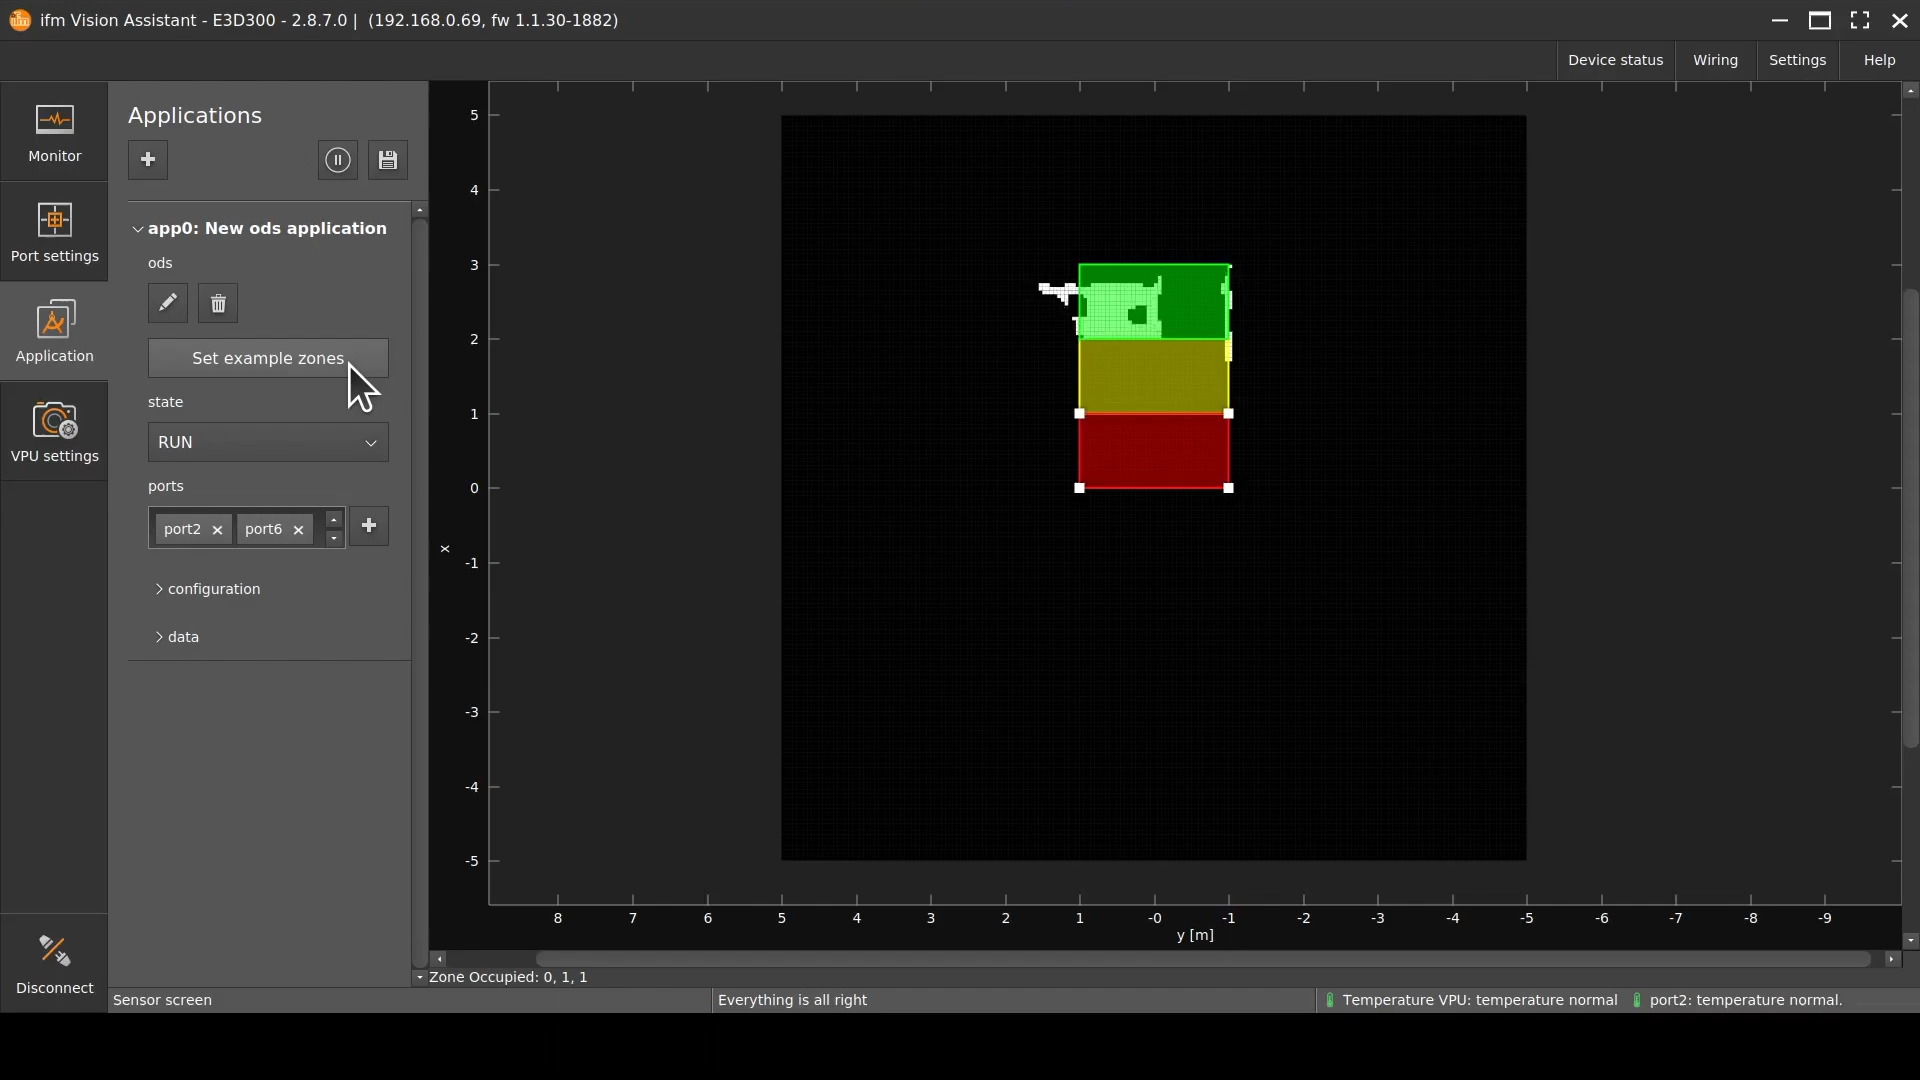 ifm Vision Assistant - E3D300 - 2.8.7.0 | (192.168.0.69, fw 1.1.30-1882)
Device status Wiring Settings Help
Monitor
Port settings
Application
VPU settings
Disconnect
Applications
app0: New ods application
ods
Set example zones
state
RUN
ports
port2 port6
configuration
data
5
4
3
2
1
0
-1
-2
-3
-4
-5
x
8 7 6 5 4 3 2 1 -0 -1 -2 -3 -4 -5 -6 -7 -8 -9
y [m]
Zone Occupied: 0, 1, 1
Sensor screen Everything is all right Temperature VPU: temperature normal port2: temperature normal.